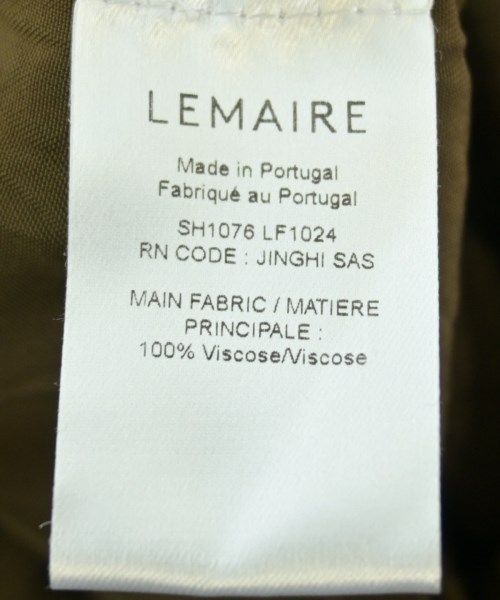 LEMAIRE
Made in Portugal
Fabriqué au Portugal
SH1076 LF1024
RN CODE : JINGHI SAS
MAIN FABRIC / MATIERE
PRINCIPALE :
100% Viscose/Viscose